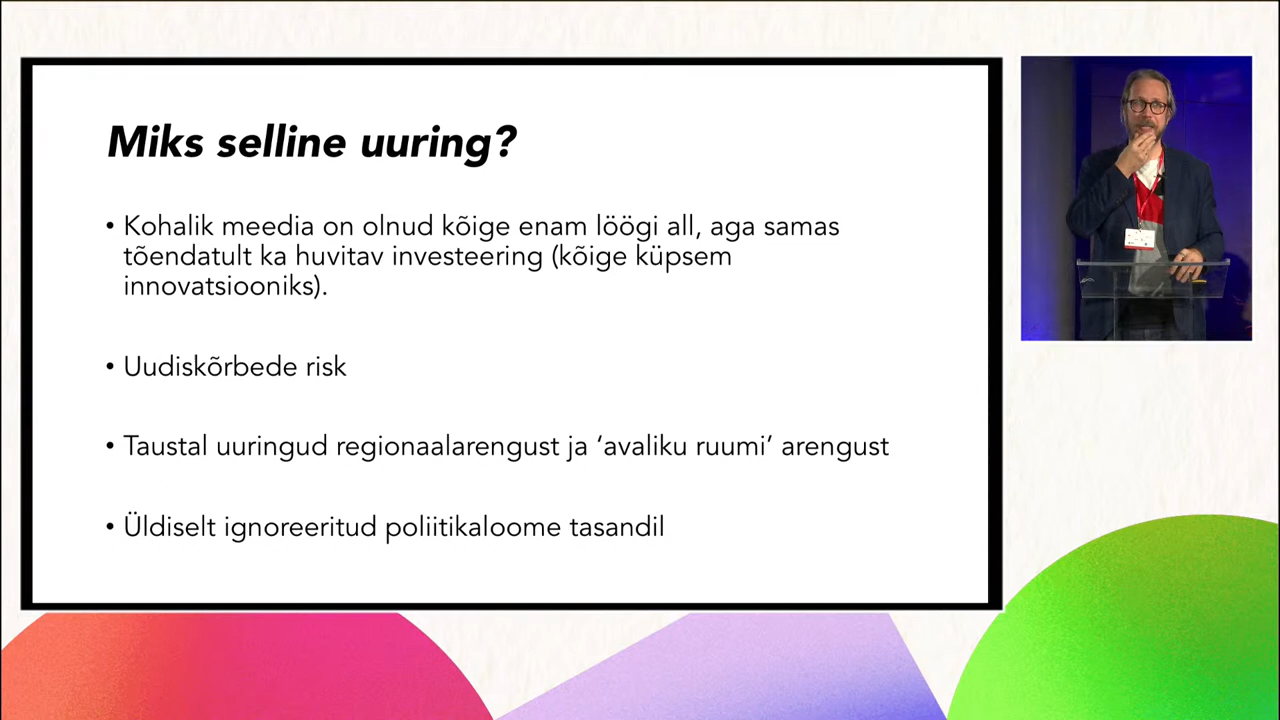 Miks selline uuring?
• Kohalik meedia on olnud kõige enam löögi all, aga samas
tõendatult ka huvitav investeering (kõige küpsem
innovatsiooniks).
• Uudiskõrbede risk
• Taustal uuringud regionaalarengust ja ‘avaliku ruumi’ arengust
• Üldiselt ignoreeritud poliitikaloome tasandil